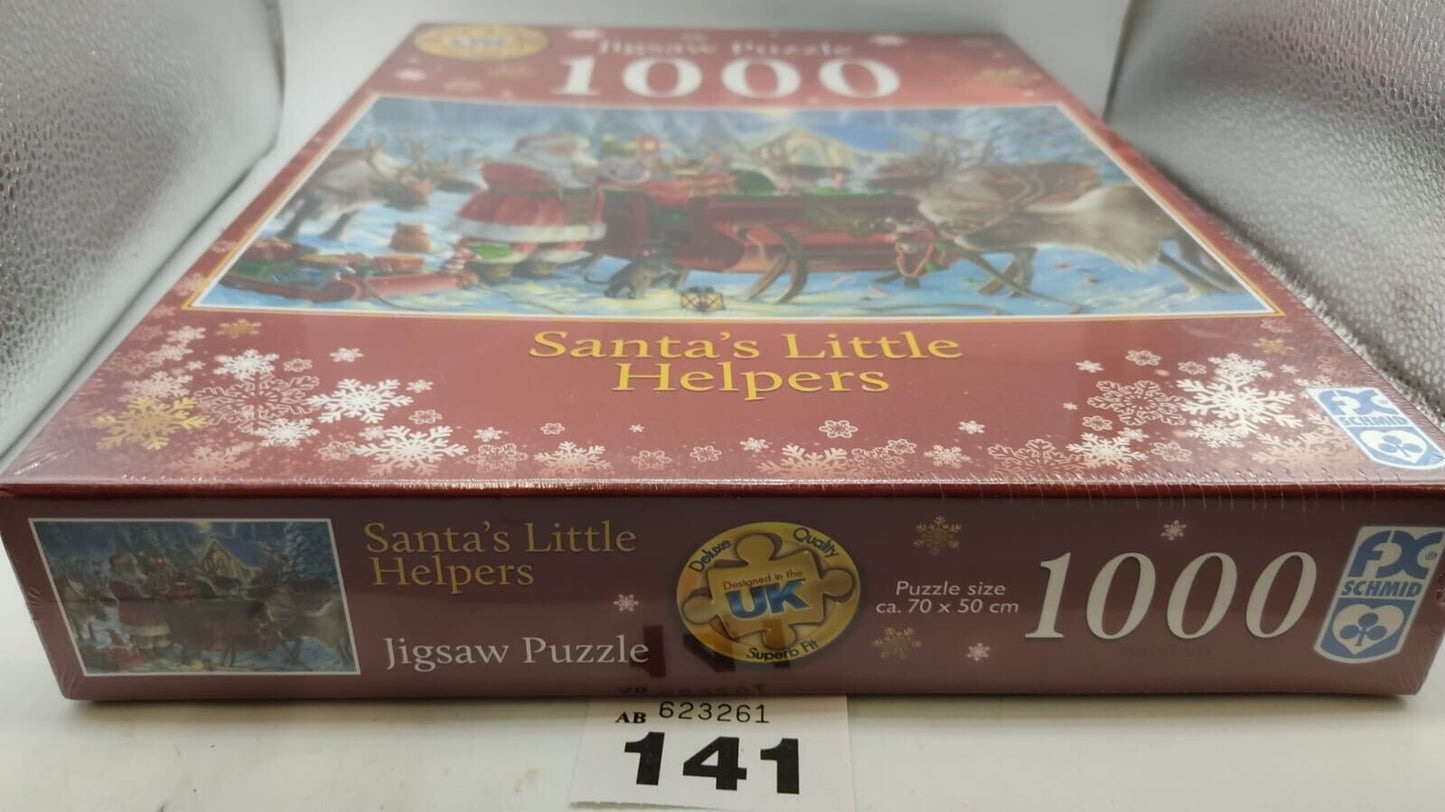 UK
Jigsaw Puzzle
1000
Santa's Little
Helpers
FX
SCHMID
Santa's Little
Helpers
Jigsaw Puzzle
Deluxe Quality
Designed in the
UK
Superb Fit
Puzzle size
ca. 70 x 50 cm
1000
FX®
SCHMID
AB 623261
141